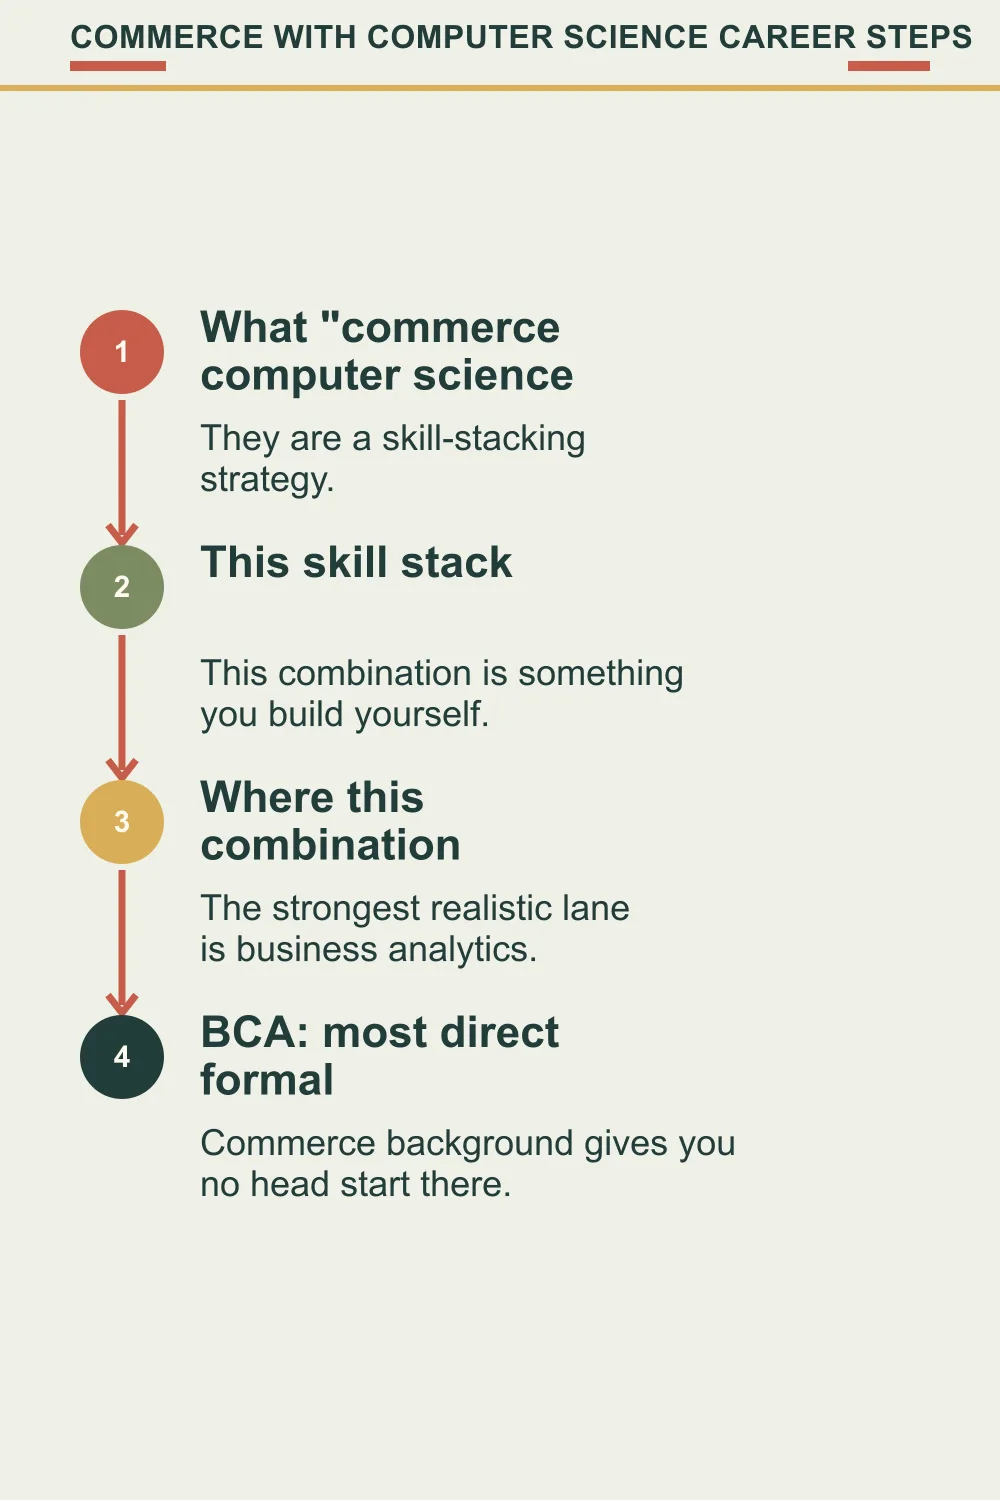 COMMERCE WITH COMPUTER SCIENCE CAREER STEPS
1
What "commerce
computer science
They are a skill-stacking
strategy.
2
This skill stack
This combination is something
you build yourself.
3
Where this
combination
The strongest realistic lane
is business analytics.
4
BCA: most direct
formal
Commerce background gives you
no head start there.